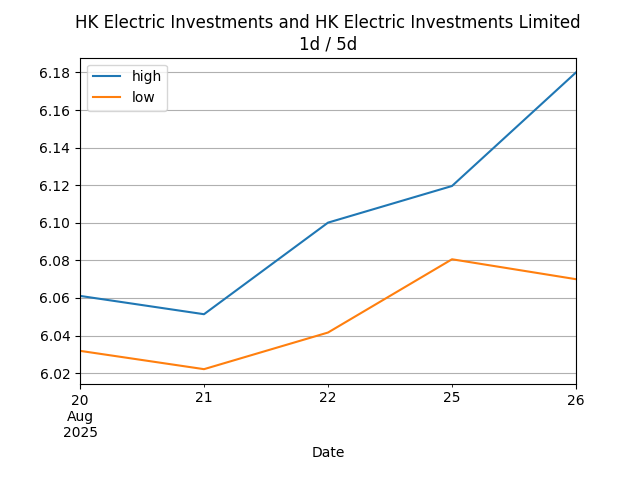 HK Electric Investments and HK Electric Investments Limited
1d / 5d
high
low
6.18
6.16
6.14
6.12
6.10
6.08
6.06
6.04
6.02
20
21
22
25
26
Aug
2025
Date